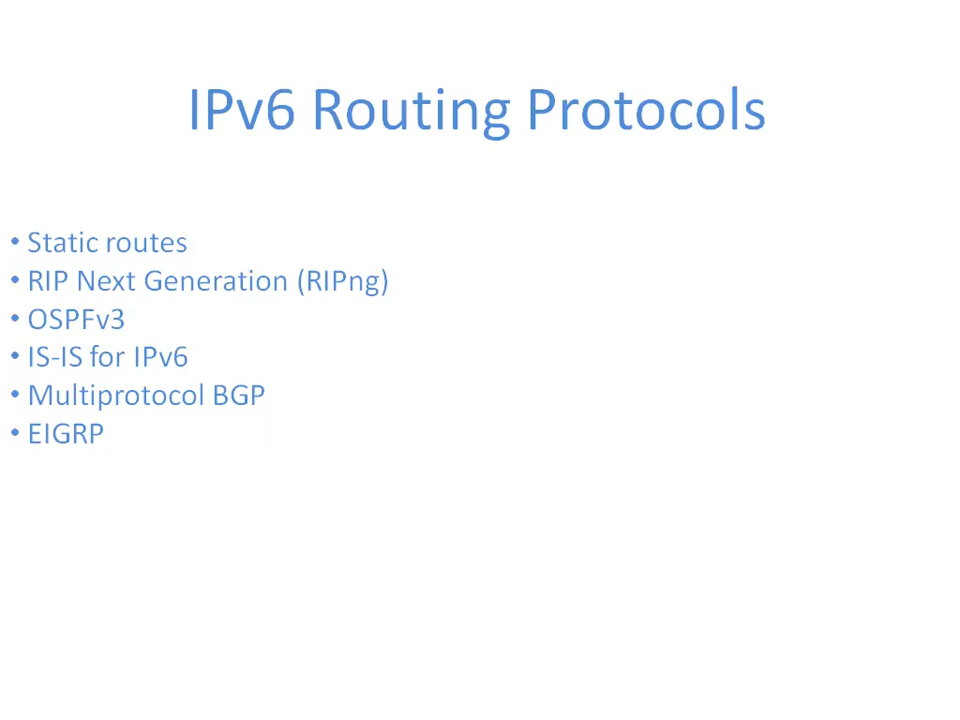 IPv6 Routing Protocols
• Static routes
• RIP Next Generation (RIPng)
• OSPFv3
• IS-IS for IPv6
• Multiprotocol BGP
• EIGRP